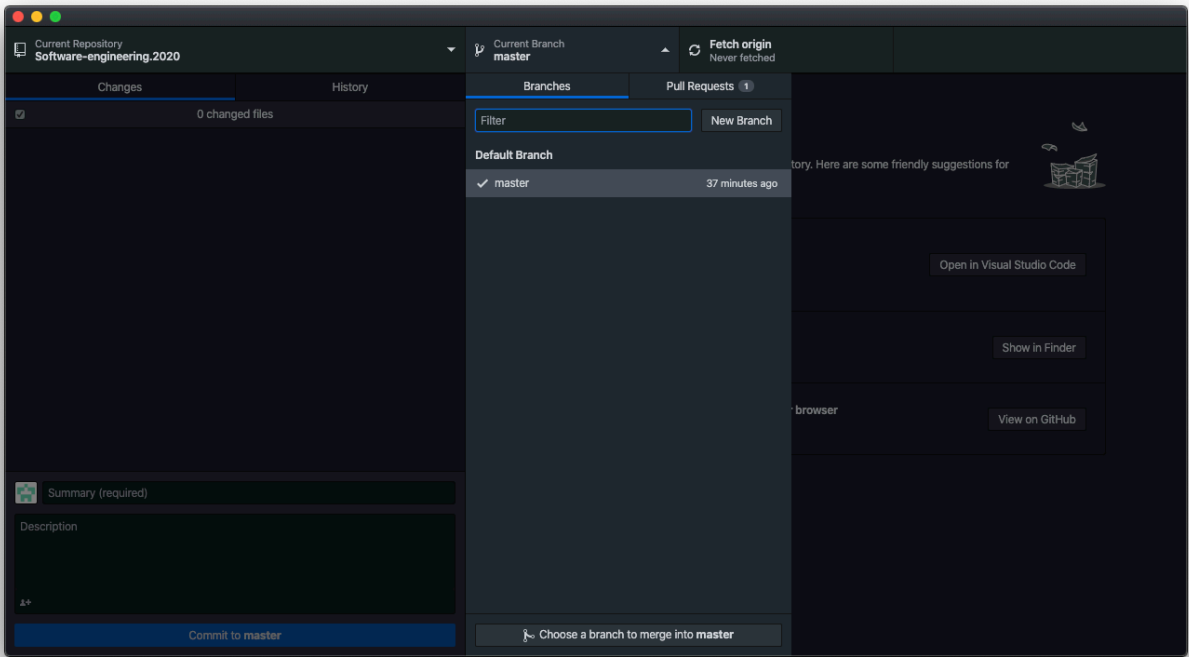 Current Repository
Software-engineering.2020
Current Branch
master
Fetch origin
Never fetched
Changes
History
0 changed files
Branches
Pull Requests 1
Filter
New Branch
Default Branch
master
37 minutes ago
tory. Here are some friendly suggestions for
Open in Visual Studio Code
Show in Finder
browser
View on GitHub
Summary (required)
Description
Commit to master
Choose a branch to merge into master